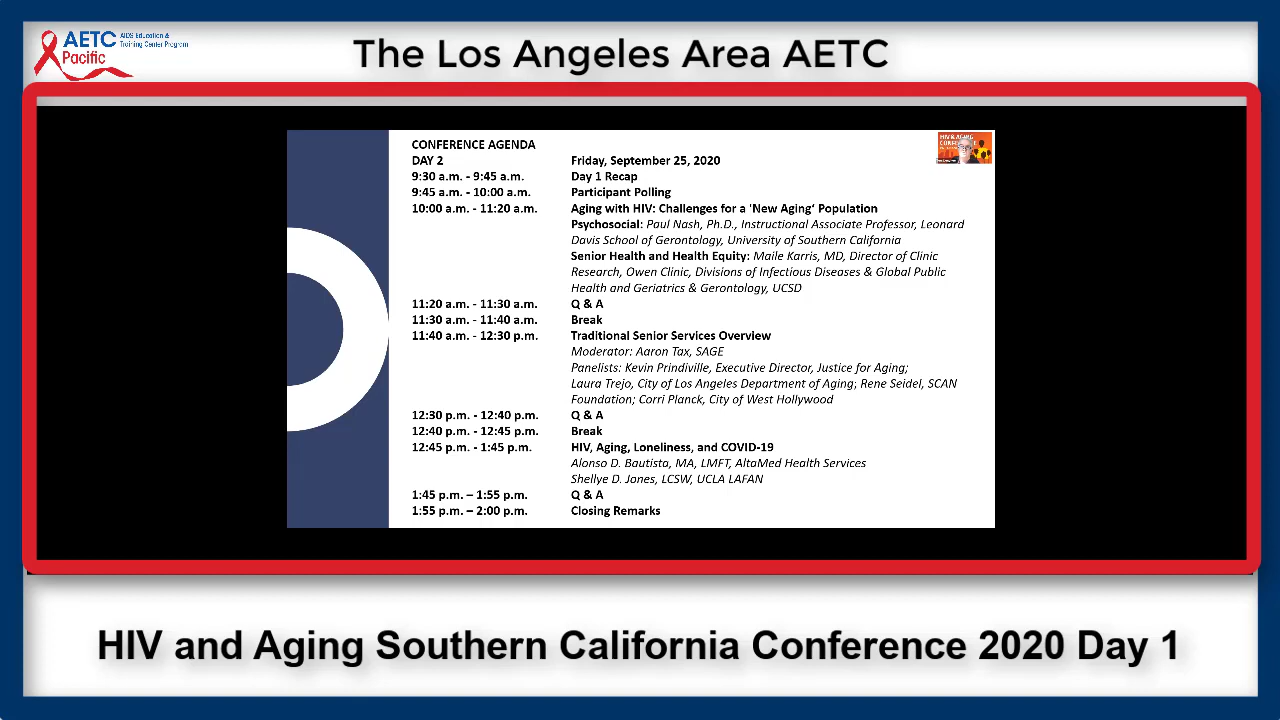 AETC AIDS Education &
Training Center Program
Pacific
The Los Angeles Area AETC
CONFERENCE AGENDA
DAY 2 Friday, September 25, 2020
9:30 a.m. - 9:45 a.m. Day 1 Recap
9:45 a.m. - 10:00 a.m. Participant Polling
10:00 a.m. - 11:20 a.m. Aging with HIV: Challenges for a 'New Aging' Population
Psychosocial: Paul Nash, Ph.D., Instructional Associate Professor, Leonard
Davis School of Gerontology, University of Southern California
Senior Health and Health Equity: Maile Karris, MD, Director of Clinic
Research, Owen Clinic, Divisions of Infectious Diseases & Global Public
Health and Geriatrics & Gerontology, UCSD
11:20 a.m. - 11:30 a.m. Q & A
11:30 a.m. - 11:40 a.m. Break
11:40 a.m. - 12:30 p.m. Traditional Senior Services Overview
Moderator: Aaron Tax, SAGE
Panelists: Kevin Prindiville, Executive Director, Justice for Aging;
Laura Trejo, City of Los Angeles Department of Aging; Rene Seidel, SCAN
Foundation; Corri Planck, City of West Hollywood
12:30 p.m. - 12:40 p.m. Q & A
12:40 p.m. - 12:45 p.m. Break
12:45 p.m. - 1:45 p.m. HIV, Aging, Loneliness, and COVID-19
Alonso D. Bautista, MA, LMFT, AltaMed Health Services
Shellye D. Jones, LCSW, UCLA LAFAN
1:45 p.m. – 1:55 p.m. Q & A
1:55 p.m. – 2:00 p.m. Closing Remarks
HIV & AGING
HIV and Aging Southern California Conference 2020 Day 1